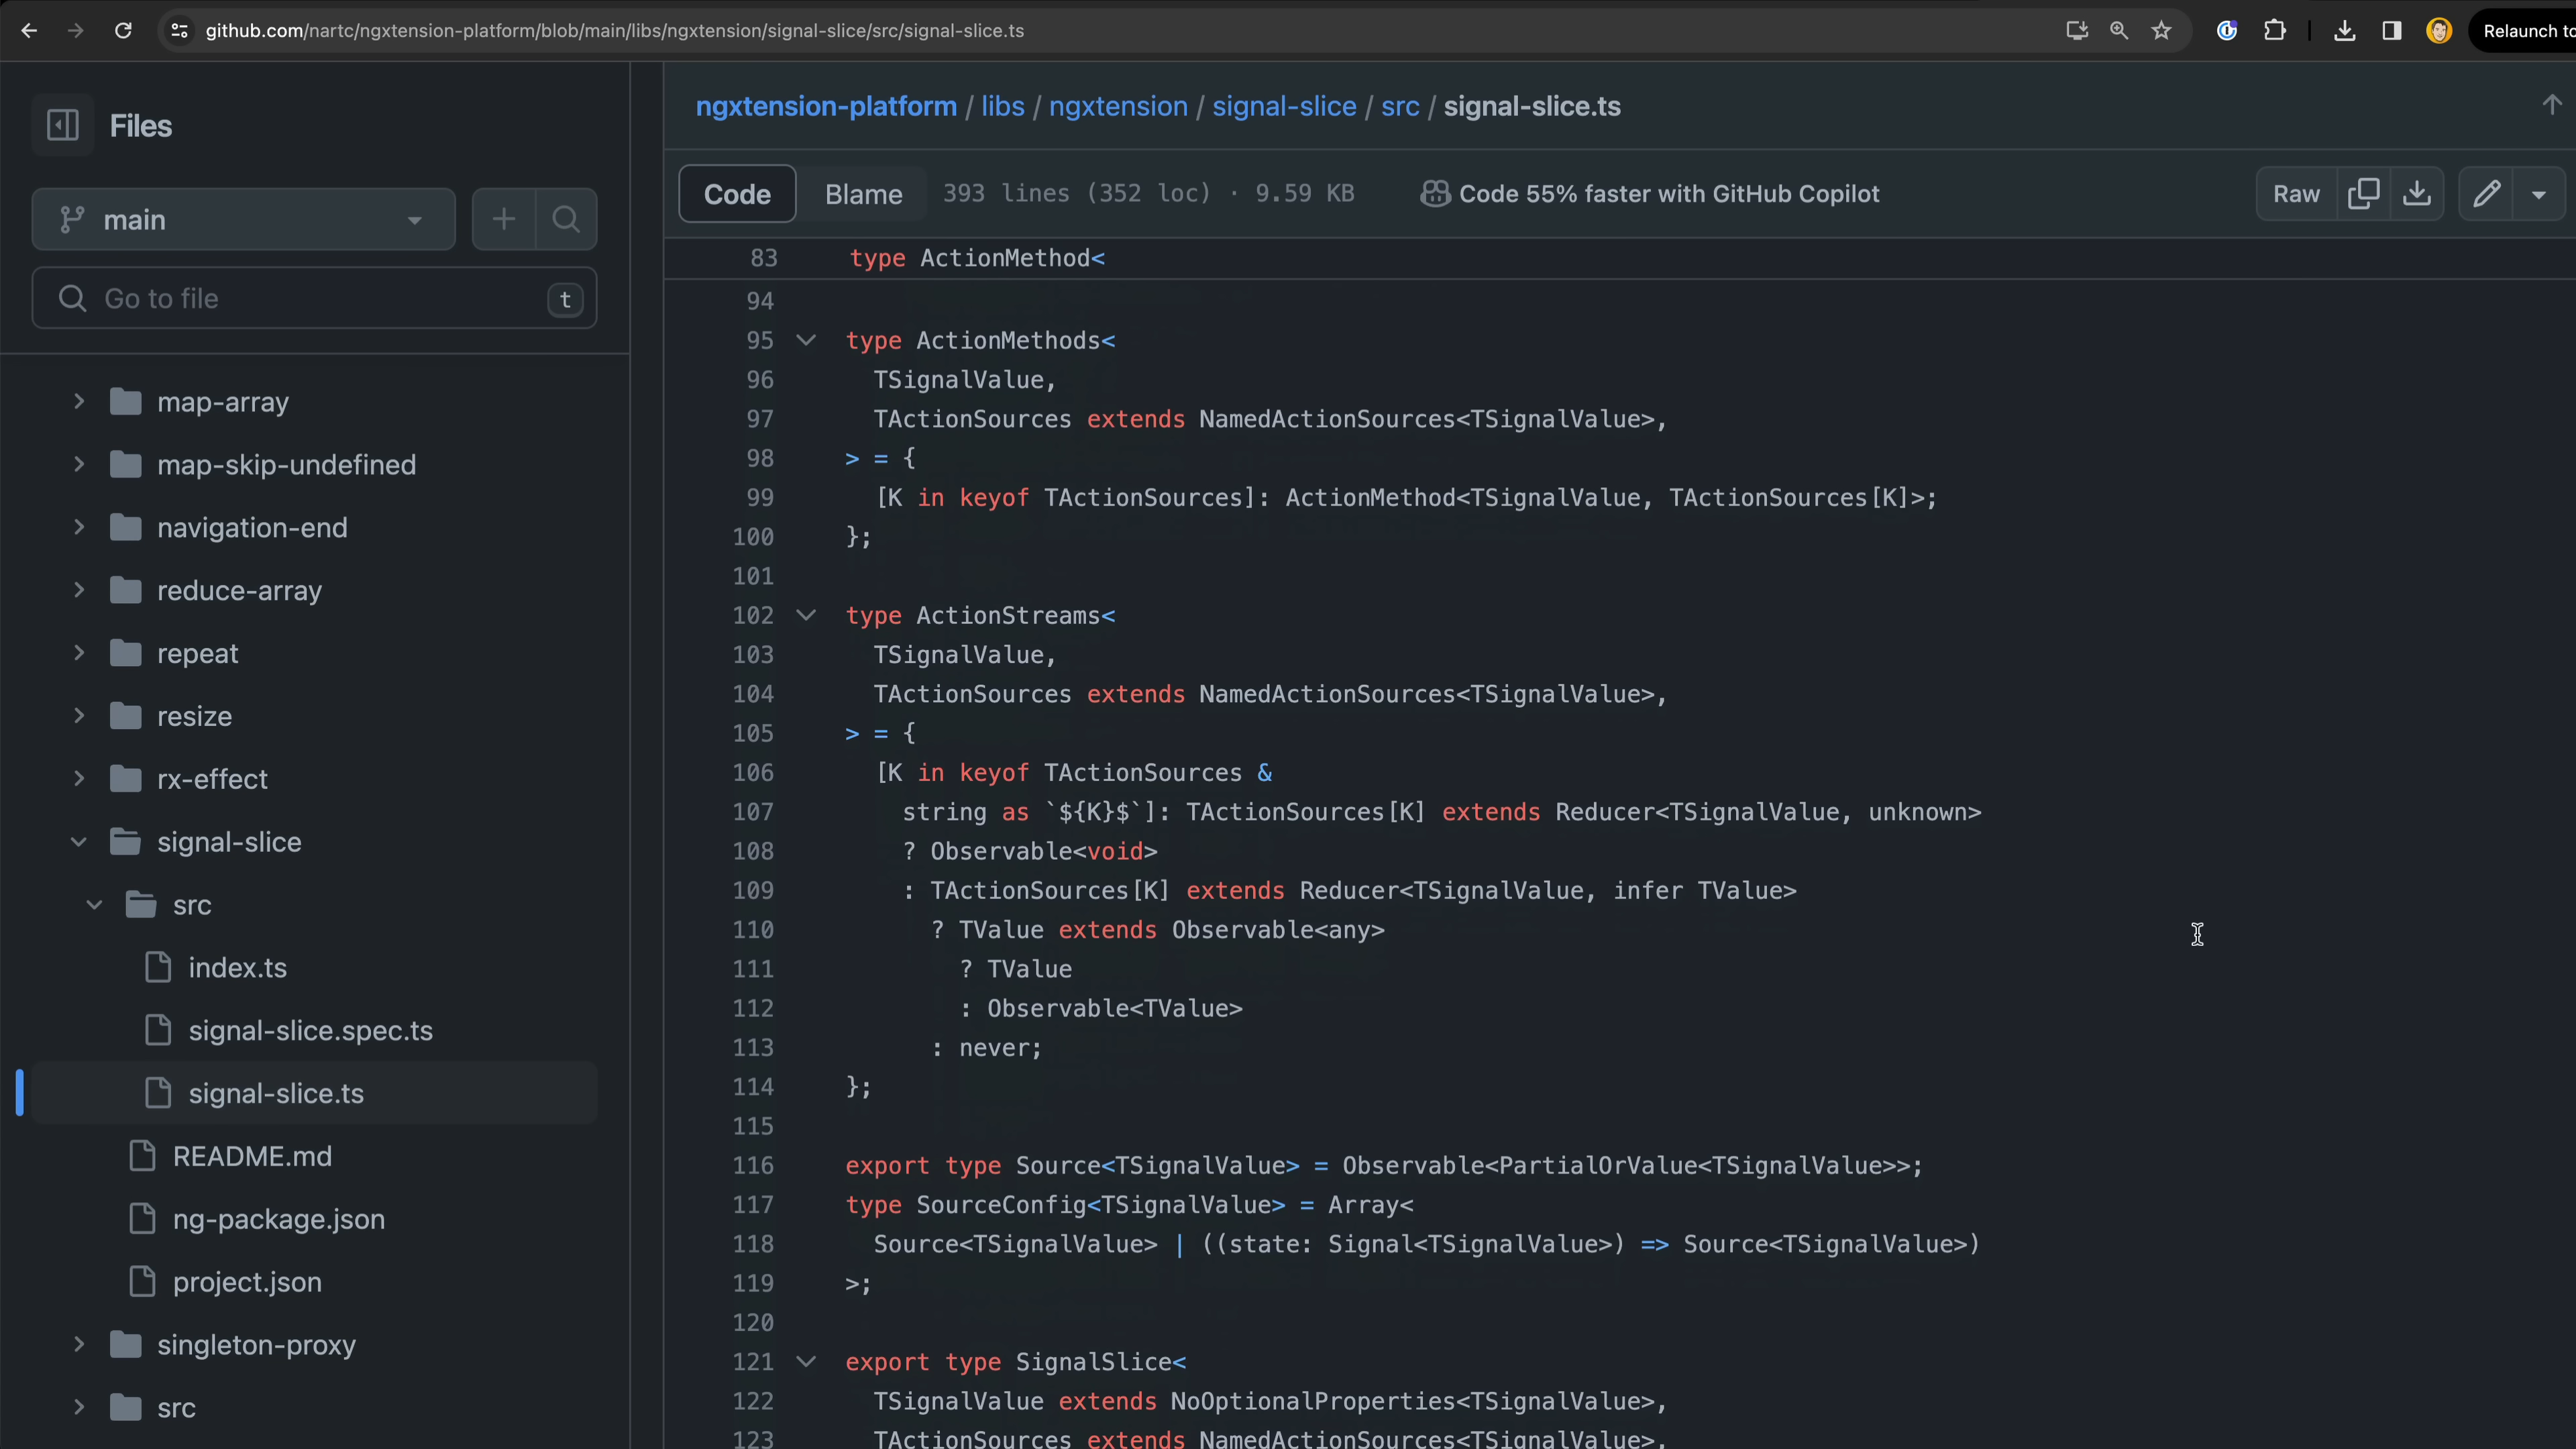 github.com/nartc/ngxtension-platform/blob/main/libs/ngxtension/signal-slice/src/signal-slice.ts
Relaunch to
Files
main
Go to file
t
map-array
map-skip-undefined
navigation-end
reduce-array
repeat
resize
rx-effect
signal-slice
src
index.ts
signal-slice.spec.ts
signal-slice.ts
README.md
ng-package.json
project.json
singleton-proxy
src
ngxtension-platform / libs / ngxtension / signal-slice / src / signal-slice.ts
Code Blame 393 lines (352 loc) · 9.59 KB Code 55% faster with GitHub Copilot Raw
83 type ActionMethod<
94
95 type ActionMethods<
96 TSignalValue,
97 TActionSources extends NamedActionSources<TSignalValue>,
98 > = {
99 [K in keyof TActionSources]: ActionMethod<TSignalValue, TActionSources[K]>;
100 };
101
102 type ActionStreams<
103 TSignalValue,
104 TActionSources extends NamedActionSources<TSignalValue>,
105 > = {
106 [K in keyof TActionSources &
107 string as `${K}$`]: TActionSources[K] extends Reducer<TSignalValue, unknown>
108 ? Observable<void>
109 : TActionSources[K] extends Reducer<TSignalValue, infer TValue>
110 ? TValue extends Observable<any>
111 ? TValue
112 : Observable<TValue>
113 : never;
114 };
115
116 export type Source<TSignalValue> = Observable<PartialOrValue<TSignalValue>>;
117 type SourceConfig<TSignalValue> = Array<
118 Source<TSignalValue> | ((state: Signal<TSignalValue>) => Source<TSignalValue>)
119 >;
120
121 export type SignalSlice<
122 TSignalValue extends NoOptionalProperties<TSignalValue>,
123 TActionSources extends NamedActionSources<TSignalValue>,